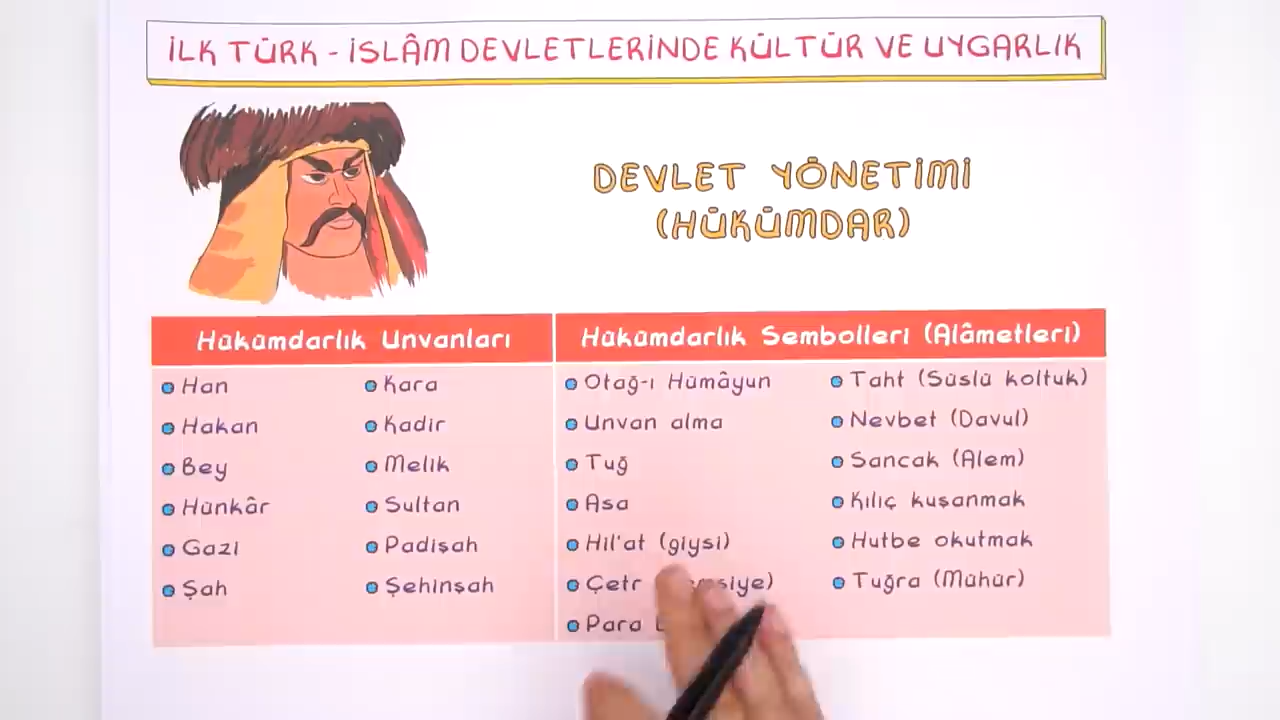 İLK TÜRK - İSLÂM DEVLETLERİNDE KÜLTÜR VE UYGARLIK
DEVLET YÖNETİMİ
(HÜKÜMDAR)
Hükümdarlık Unvanları
Han
Hakan
Bey
Hünkâr
Gazi
Şah
Kara
Kadir
Melik
Sultan
Padişah
Şehinşah
Hükümdarlık Sembolleri (Alâmetleri)
Otağ-ı Hümâyun
Unvan alma
Tuğ
Asa
Hil'at (giysi)
Çetr
Para
Taht (Süslü koltuk)
Nevbet (Davul)
Sancak (Alem)
Kılıç kuşanmak
Hutbe okutmak
Tuğra (Mühür)